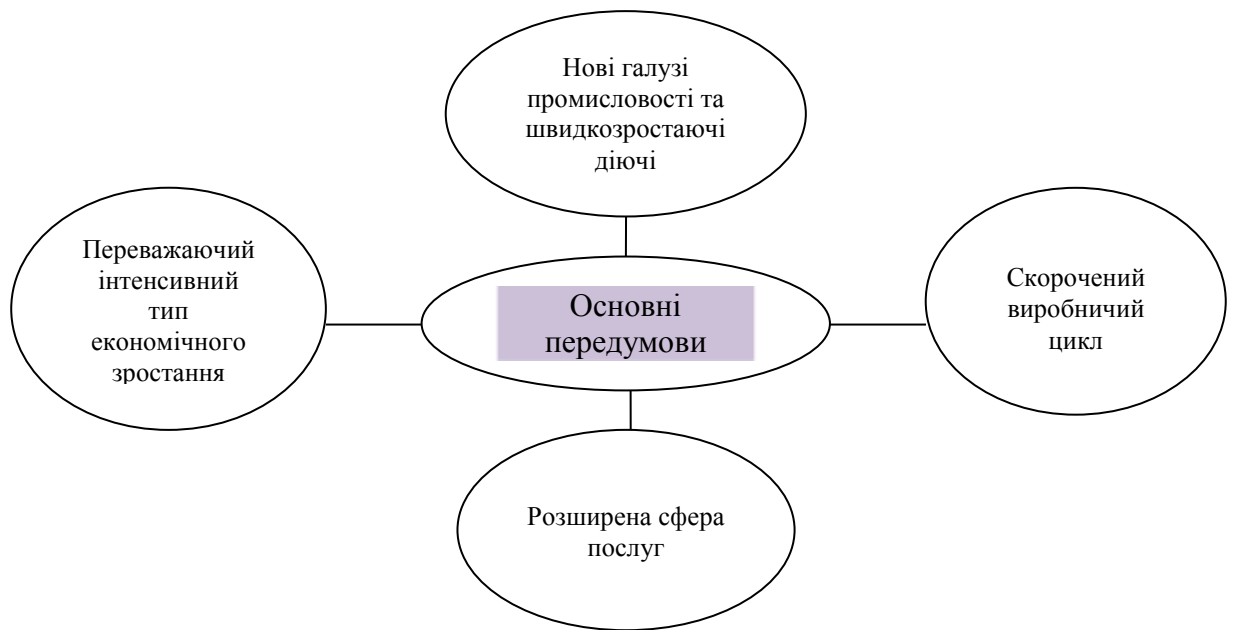 Нові галузі
промисловості та
швидкозростаючі
діючі
Переважаючий
інтенсивний
тип
економічного
зростання
Основні
передумови
Скорочений
виробничий
цикл
Розширена сфера
послуг